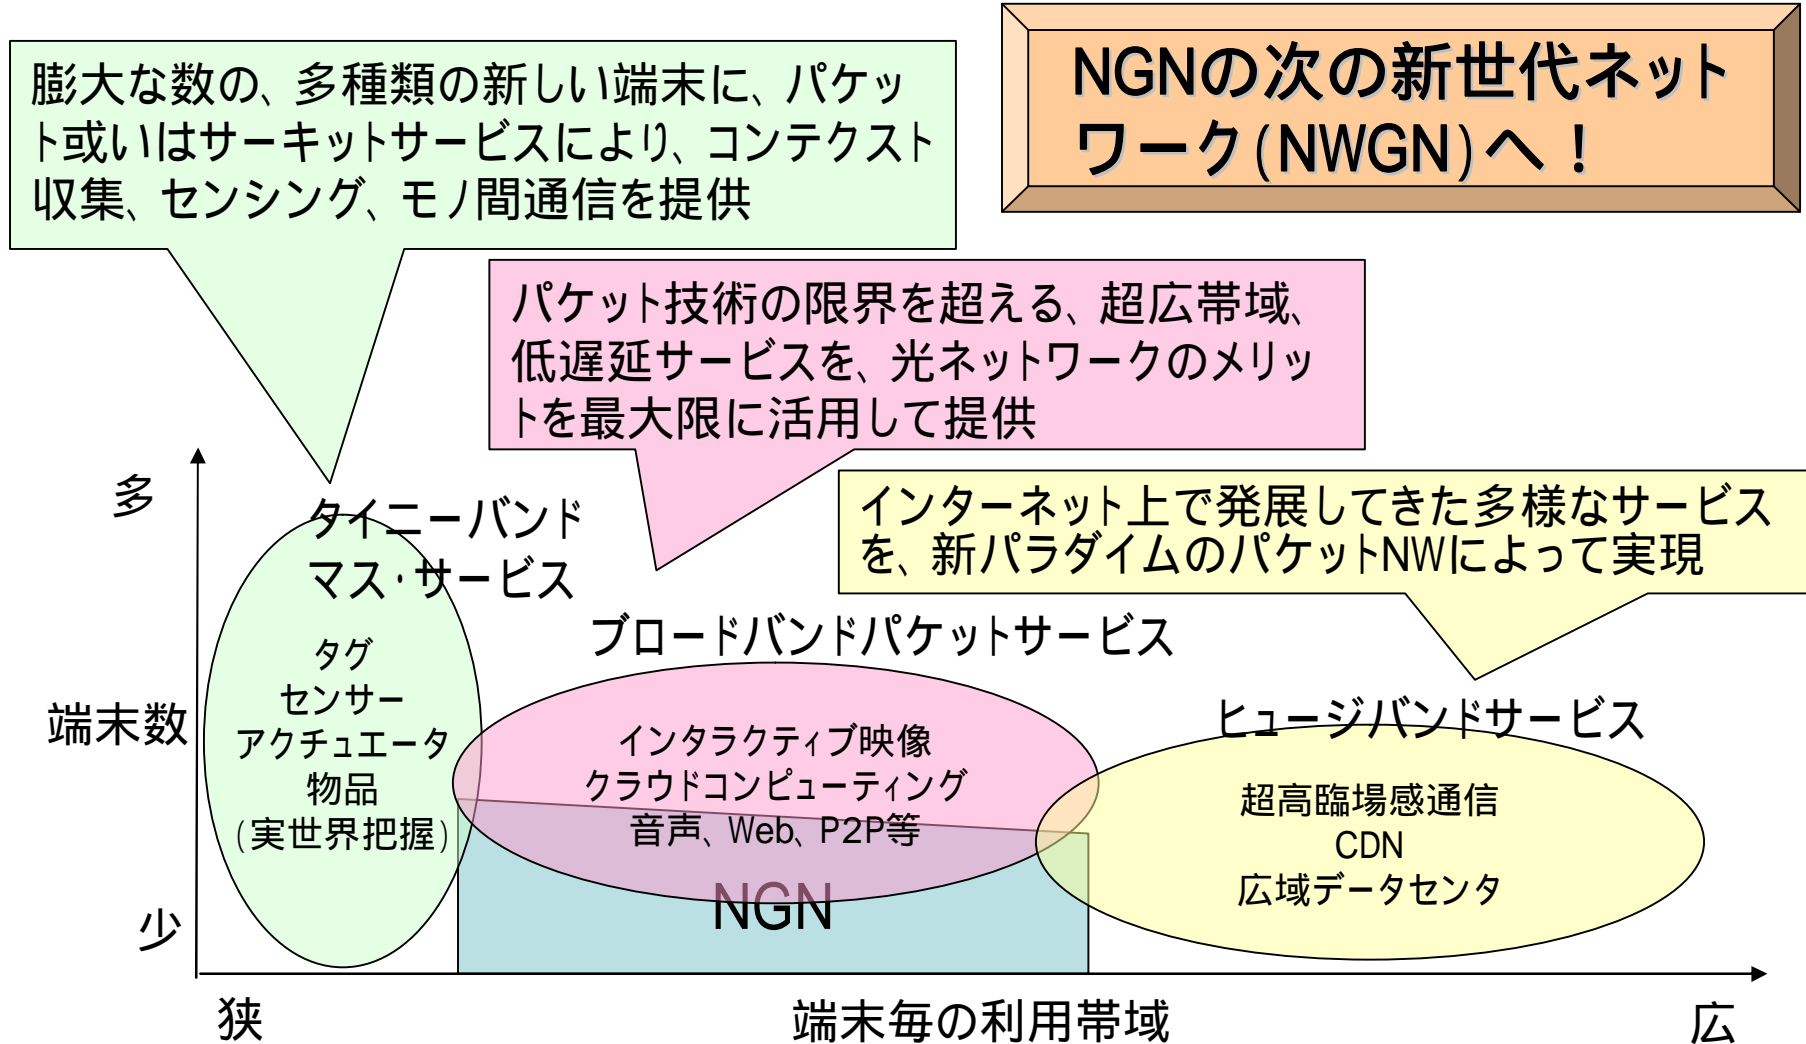 NGNの次の新世代ネット
ワーク(NWGN)へ！
膨大な数の、多種類の新しい端末に、パケッ
ト或いはサーキットサービスにより、コンテクスト
収集、センシング、モノ間通信を提供
パケット技術の限界を超える、超広帯域、
低遅延サービスを、光ネットワークのメリッ
トを最大限に活用して提供
インターネット上で発展してきた多様なサービス
を、新パラダイムのパケットNWによって実現
多
端末数
少
タイニーバンド
マス・サービス
タグ
センサー
アクチュエータ
物品
(実世界把握)
ブロードバンドパケットサービス
インタラクティブ映像
クラウドコンピューティング
音声、Web、P2P等
NGN
ヒュージバンドサービス
超高臨場感通信
CDN
広域データセンタ
狭
端末毎の利用帯域
広